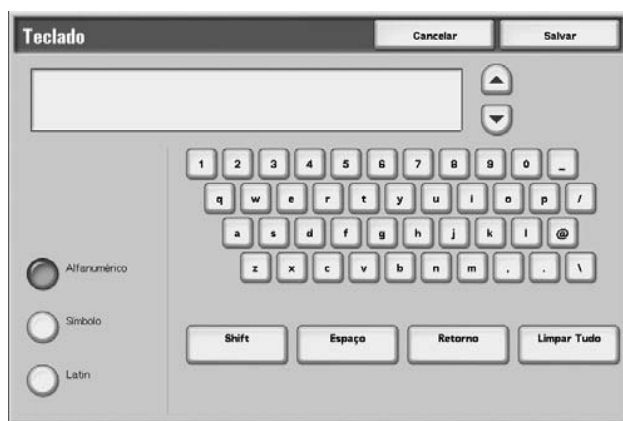 Teclado Cancelar Salvar
1 2 3 4 5 6 7 8 9 0 _
q w e r t y u i o p /
a s d f g h j k l @
z x c v b n m , . \
Alfanumérico
Símbolo
Shift Espaço Retorno Limpar Tudo
Latin